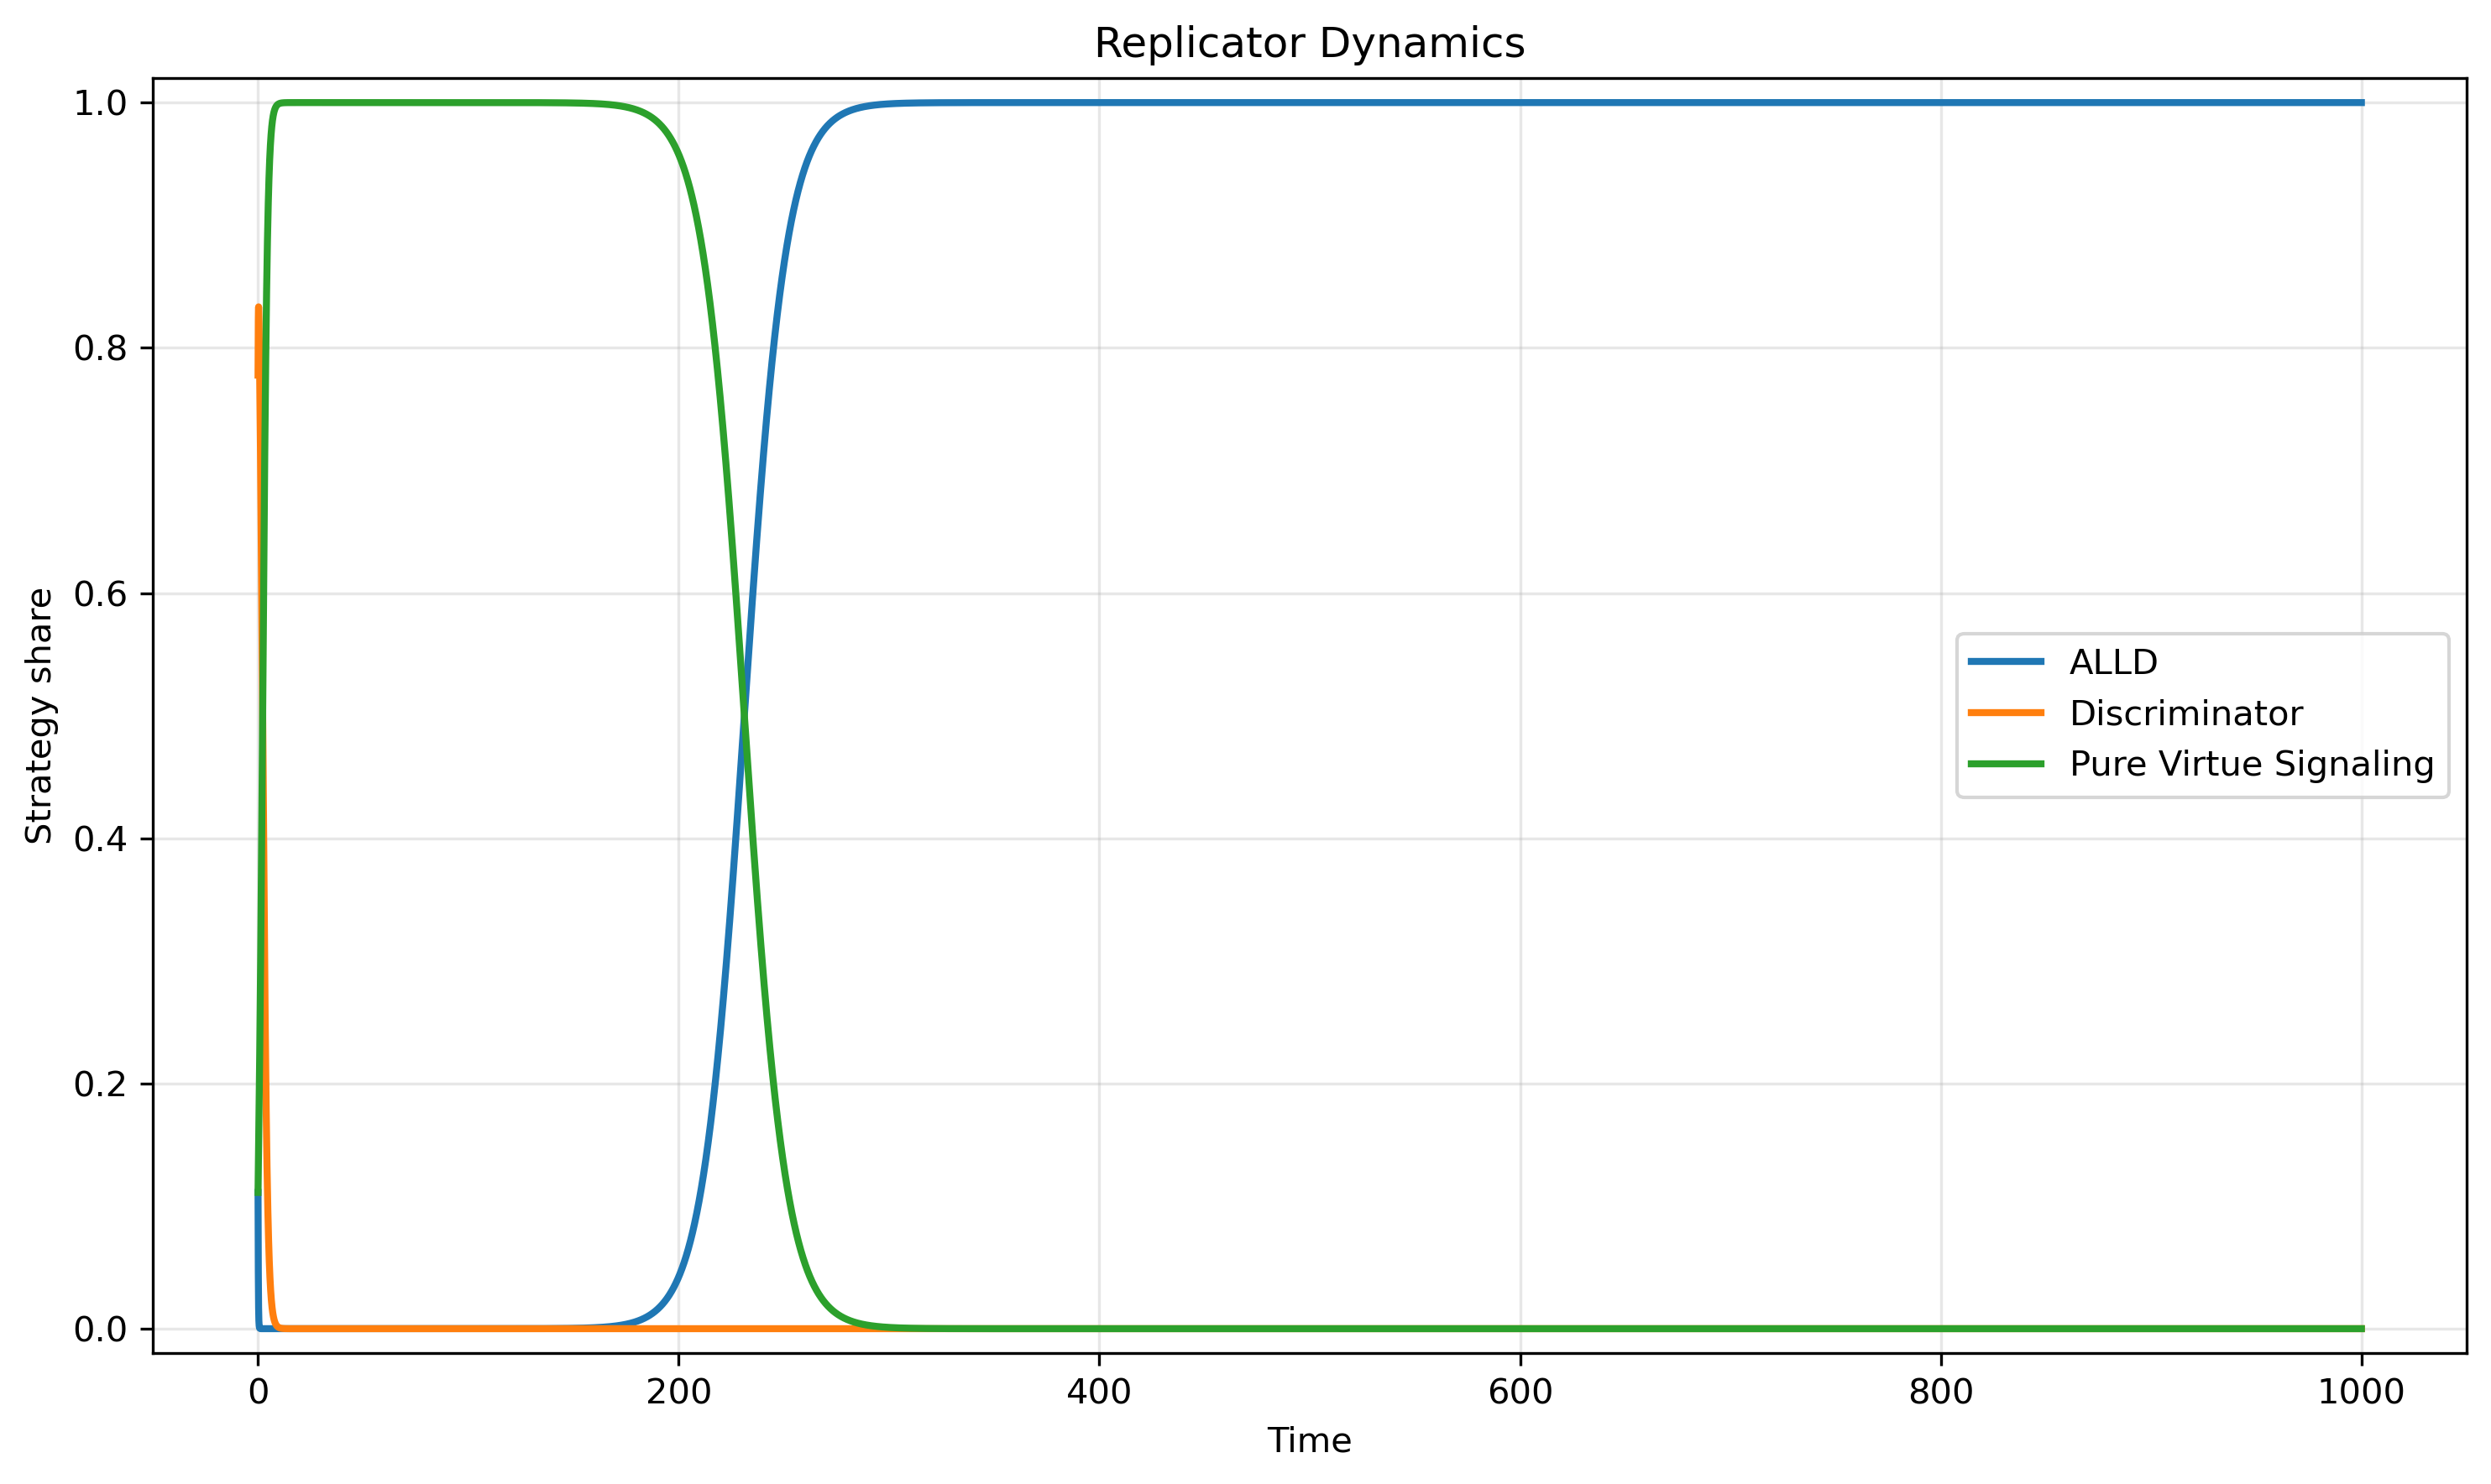 Replicator Dynamics
Strategy share
1.0
0.8
0.6
0.4
0.2
0.0
ALLD
Discriminator
Pure Virtue Signaling
0 200 400 600 800 1000
Time